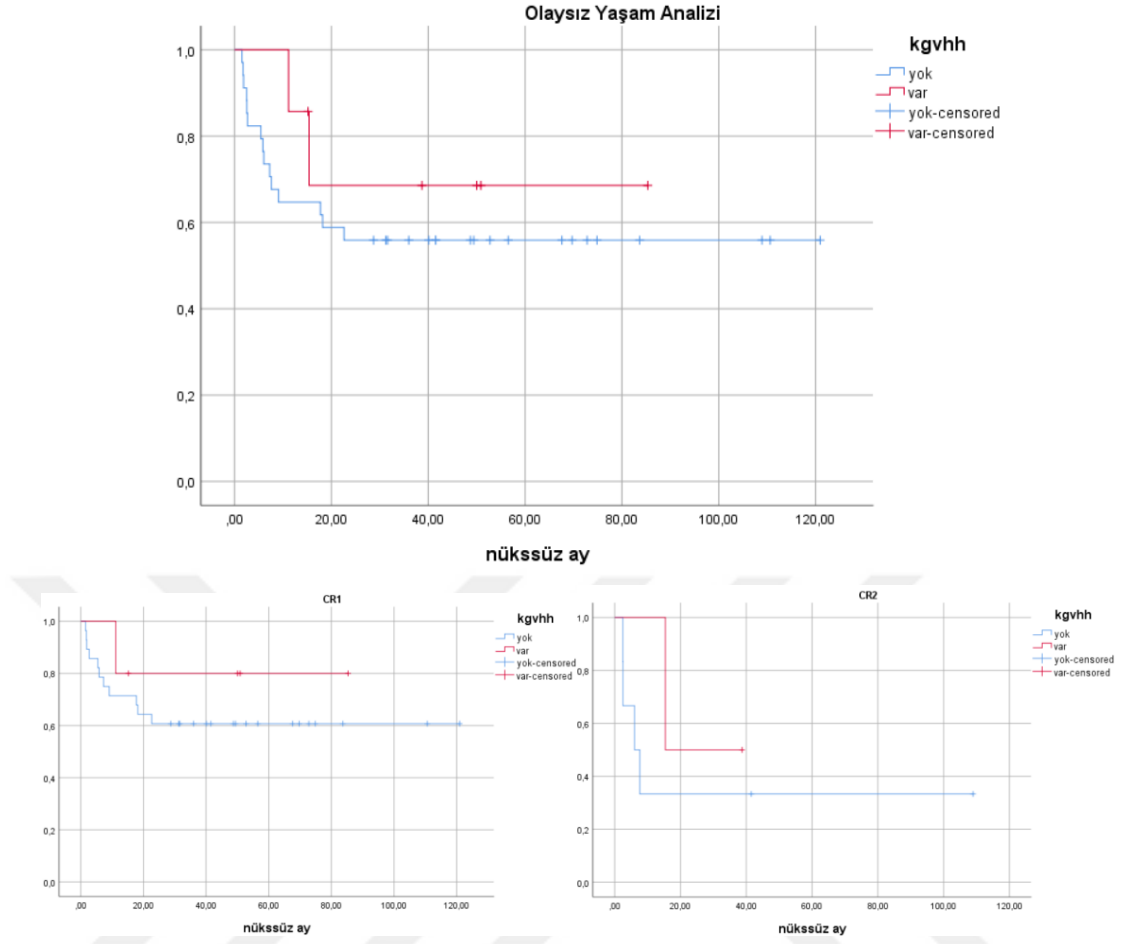 Olaysız Yaşam Analizi
kgvhh
yok
var
yok-censored
var-censored
1,0
0,8
0,6
0,4
0,2
0,0
,00 20,00 40,00 60,00 80,00 100,00 120,00
nükssüz ay
CR1
kgvhh
yok
var
yok-censored
var-censored
1,0
0,8
0,6
0,4
0,2
0,0
,00 20,00 40,00 60,00 80,00 100,00 120,00
nükssüz ay
CR2
kgvhh
yok
var
yok-censored
var-censored
1,0
0,8
0,6
0,4
0,2
0,0
,00 20,00 40,00 60,00 80,00 100,00 120,00
nükssüz ay